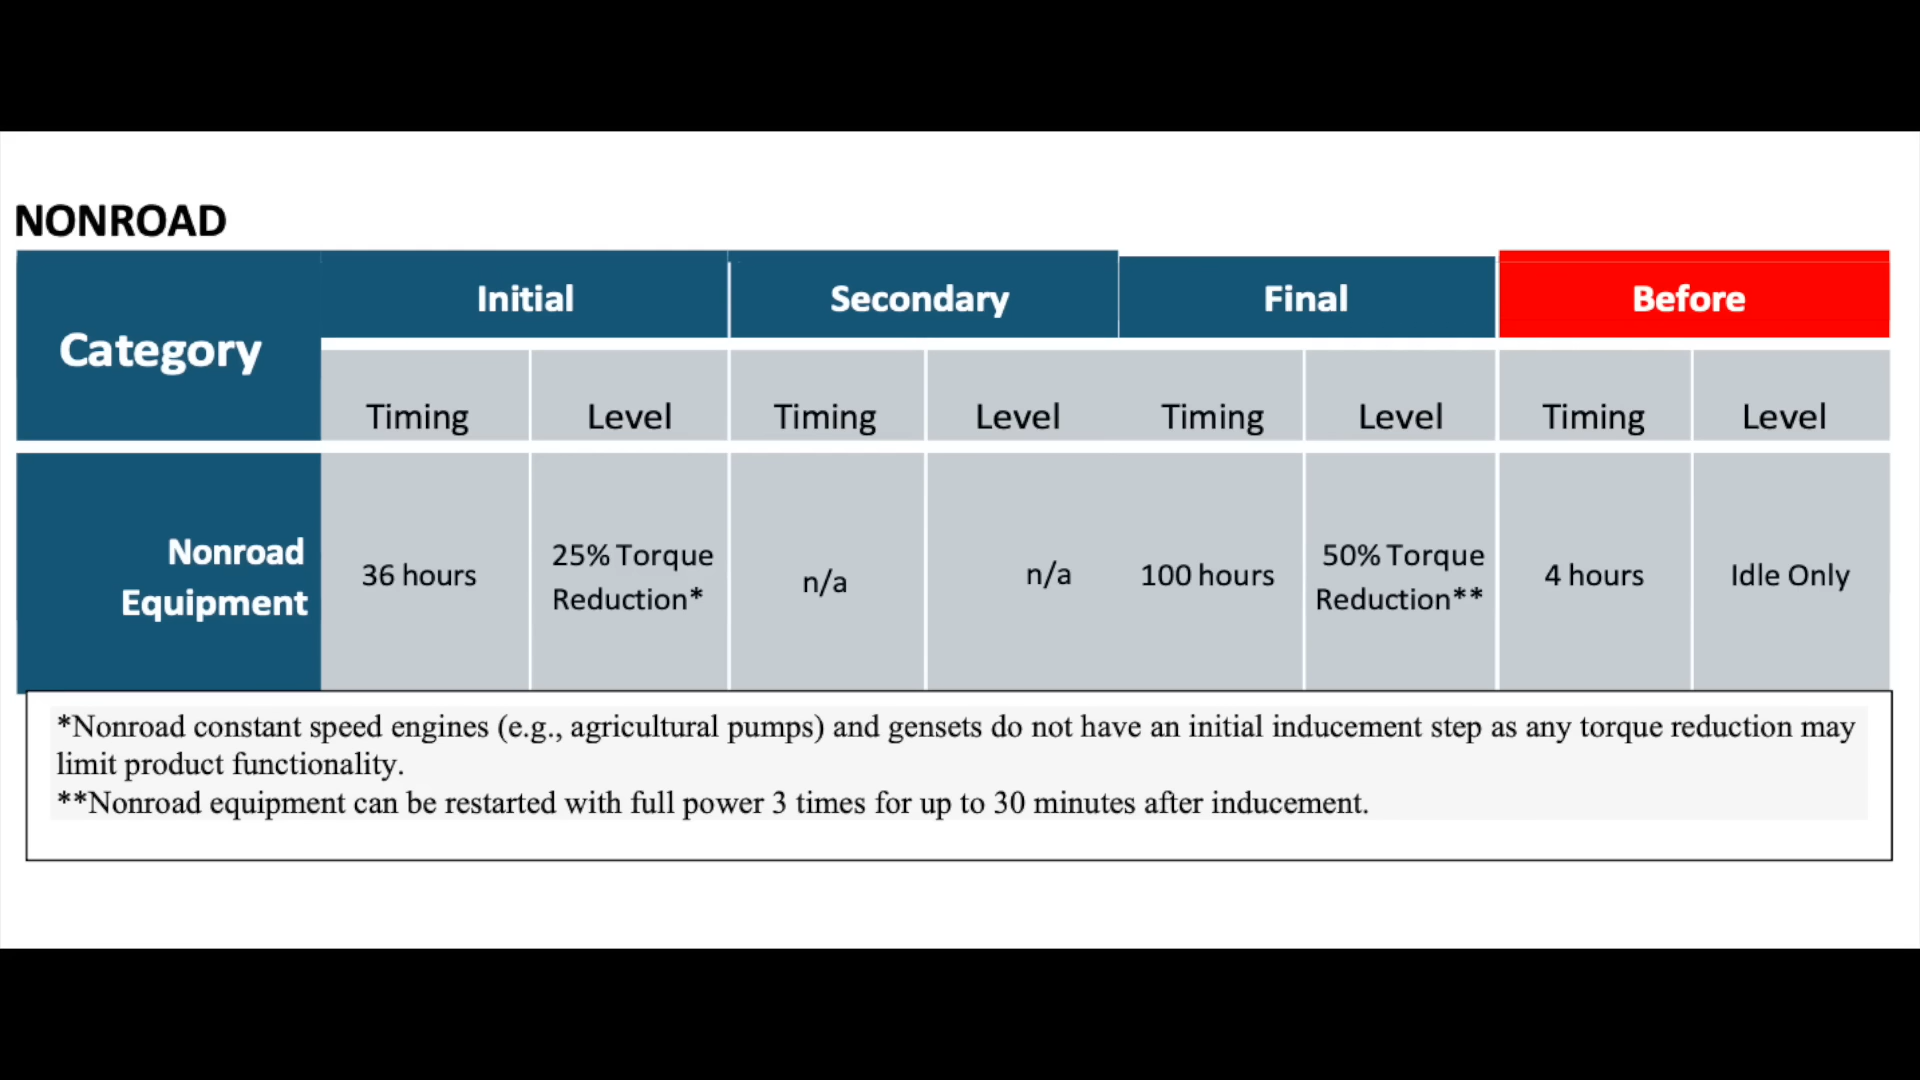 NONROAD
Category
Initial
Secondary
Final
Before
Timing
Level
Timing
Level
Timing
Level
Timing
Level
Nonroad
Equipment
36 hours
25% Torque
Reduction*
n/a
n/a
100 hours
50% Torque
Reduction**
4 hours
Idle Only
*Nonroad constant speed engines (e.g., agricultural pumps) and gensets do not have an initial inducement step as any torque reduction may
limit product functionality.
**Nonroad equipment can be restarted with full power 3 times for up to 30 minutes after inducement.